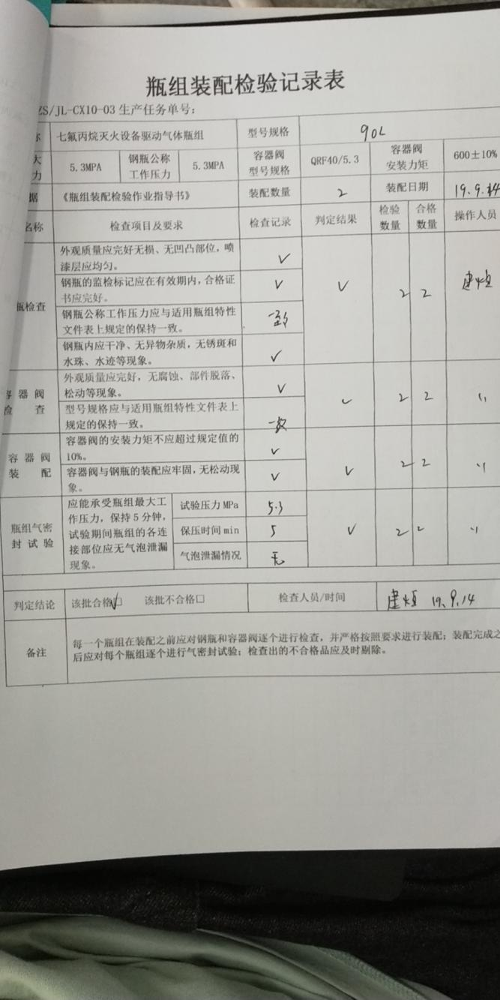 瓶组装配检验记录表
ZS/JL-CX10-03 生产任务单号:
称 七氟丙烷灭火设备驱动气体瓶组 型号规格 90L
大力 5.3MPA 钢瓶公称工作压力 5.3MPA 容器阀型号规格 QRF40/5.3 容器阀安装力矩 600±10%
据 《瓶组装配检验作业指导书》 装配数量 2 装配日期 19.9.14
名称 检查项目及要求 检查记录 判定结果 检验数量 合格数量 操作人员
瓶检查
外观质量应完好无损、无凹凸部位,喷
漆层应均匀。 √
钢瓶的监检标记应在有效期内,合格证
书应完好。 √ √ 2 2
钢瓶公称工作压力应与适用瓶组特性
文件表上规定的保持一致。 一致
钢瓶内应干净、无异物杂质,无锈斑和
水珠、水迹等现象。 √
容器阀检查
外观质量应完好,无腐蚀、部件脱落、
松动等现象。 √ √ 2 2 〃
型号规格应与适用瓶组特性文件表上
规定的保持一致。 一致
容器阀装配
容器阀的安装力矩不应超过规定值的
10%。 √ √ 2 2 〃
容器阀与钢瓶的装配应牢固,无松动现
象。 √
瓶组气密封试验
应能承受瓶组最大工
作压力,保持5分钟,
试验期间瓶组的各连
接部位应无气泡泄漏
现象。
试验压力 MPa 5.3
保压时间 min 5 √ 2 2 〃
气泡泄漏情况 无
判定结论 该批合格☑ 该批不合格□ 检查人员/时间 19.9.14
备注
每一个瓶组在装配之前应对钢瓶和容器阀逐个进行检查,并严格按照要求进行装配;装配完成之
后应对每个瓶组逐个进行气密封试验;检查出的不合格品应及时剔除。